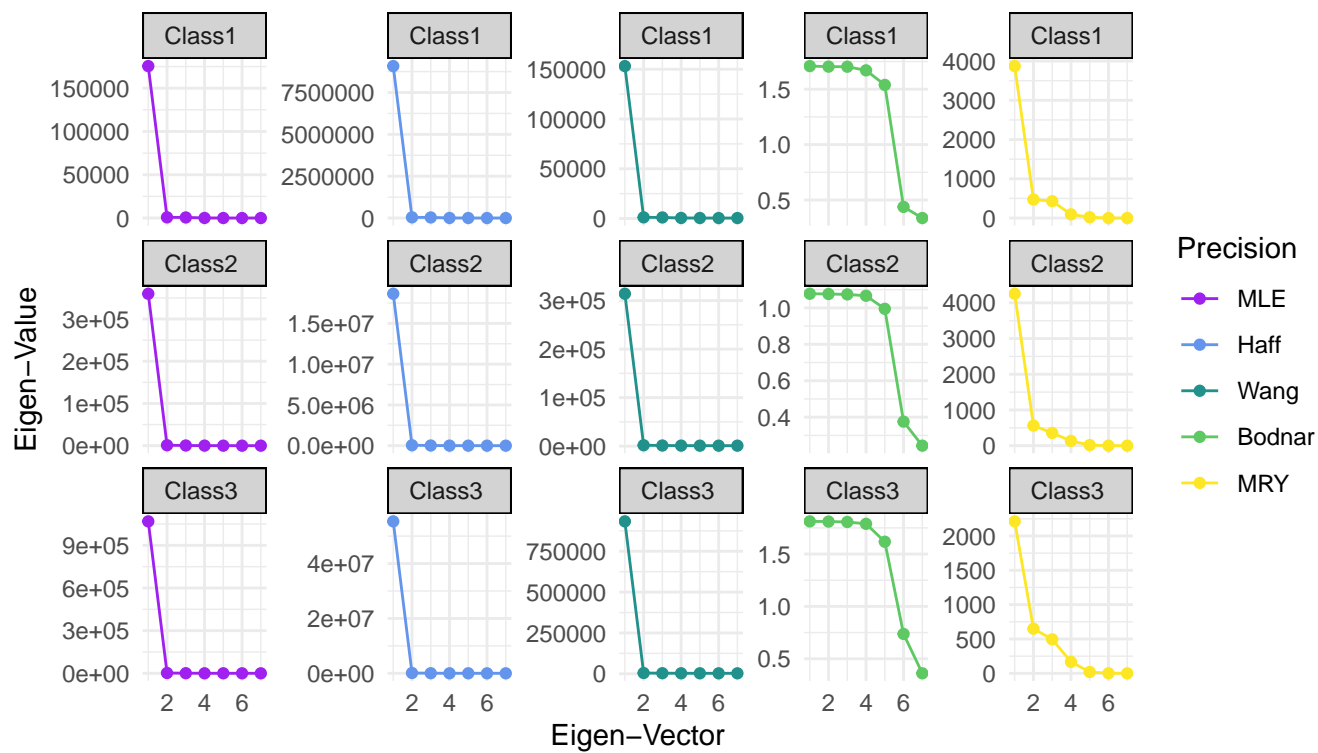 Class1 Class1 Class1 Class1 Class1
150000 100000 50000 0
7500000 5000000 2500000 0
150000 100000 50000 0
1.5 1.0 0.5
4000 3000 2000 1000 0
Class2 Class2 Class2 Class2 Class2
3e+05 2e+05 1e+05 0e+00
1.5e+07 1.0e+07 5.0e+06 0.0e+00
3e+05 2e+05 1e+05 0e+00
1.0 0.8 0.6 0.4
4000 3000 2000 1000 0
Class3 Class3 Class3 Class3 Class3
9e+05 6e+05 3e+05 0e+00
4e+07 2e+07 0e+00
750000 500000 250000 0
1.5 1.0 0.5
2000 1500 1000 500 0
2 4 6 2 4 6 2 4 6 2 4 6 2 4 6
Eigen−Vector
Eigen−Value
Precision
MLE
Haff
Wang
Bodnar
MRY